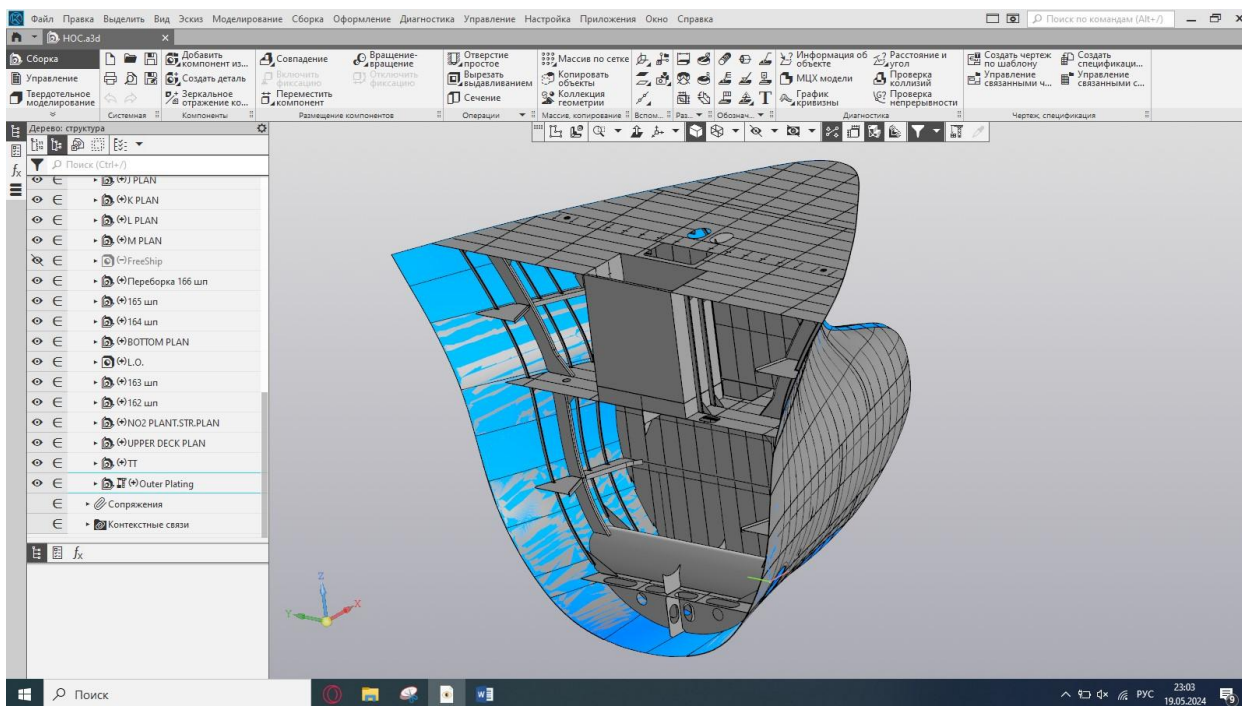 Файл Правка Выделить Вид Эскиз Моделирование Сборка Оформление Диагностика Управление Настройка Приложения Окно Справка
Поиск по командам (Alt+/)
НОС.a3d
Сборка
Управление
Твердотельное моделирование
Системная
Добавить компонент из...
Создать деталь
Зеркальное отражение ко...
Компоненты
Совпадение
Включить фиксацию
Переместить компонент
Вращение-вращение
Отключить фиксацию
Размещение компонентов
Отверстие простое
Вырезать выдавливанием
Сечение
Операции
Массив по сетке
Копировать объекты
Коллекция геометрии
Массив, копирование
Вспом...
Раз...
Обознач...
Информация об объекте
МЦХ модели
График кривизны
Расстояние и угол
Проверка коллизий
Проверка непрерывности
Диагностика
Создать чертеж по шаблону
Управление связанными ч...
Создать спецификаци...
Управление связанными с...
Чертеж, спецификация
Дерево: структура
Поиск (Ctrl+/)
(+)J PLAN
(+)K PLAN
(+)L PLAN
(+)M PLAN
(-)FreeShip
(+)Переборка 166 шп
(+)165 шп
(+)164 шп
(+)BOTTOM PLAN
(+)L.O.
(+)163 шп
(+)162 шп
(+)NO2 PLANT.STR.PLAN
(+)UPPER DECK PLAN
(+)TT
(+)Outer Plating
Сопряжения
Контекстные связи
Z
Y
X
Поиск
РУС
23:03
19.05.2024